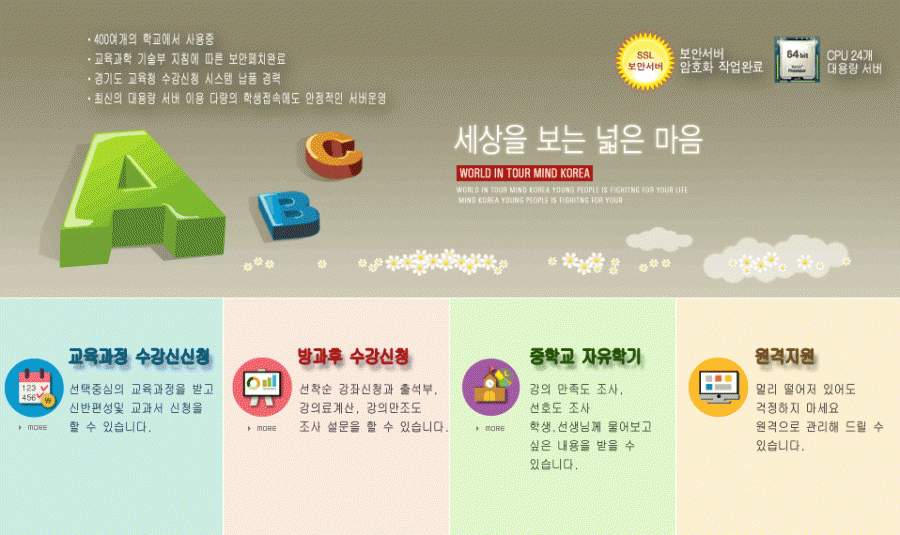 · 400여개의 학교에서 사용중
· 교육과학 기술부 지침에 따른 보안패치완료
· 경기도 교육청 수강신청 시스템 납품 경력
· 최신의 대용량 서버 이용 다량의 학생접속에도 안정적인 서버운영
SSL
보안서버
보안서버
암호화 작업완료
64 bit
Processor
CPU 24개
대용량 서버
A
B
C
세상을 보는 넓은 마음
WORLD IN TOUR MIND KOREA
WORLD IN TOUR MIND KOREA YOUNG PEOPLE IS FIGHITNG FOR YOUR LIFE
MIND KOREA YOUNG PEOPLE IS FIGHITNG FOR YOUR
교육과정 수강신신청
123
456
₩
선택중심의 교육과정을 받고
신반편성및 교과서 신청을
할 수 있습니다.
MORE
방과후 수강신청
선착순 강좌신청과 출석부,
강의료계산, 강의만조도
조사 설문을 할 수 있습니다.
MORE
중학교 자유학기
강의 만족도 조사,
선호도 조사
학생,선생님께 물어보고
싶은 내용을 받을 수
있습니다.
MORE
원격지원
멀리 떨어져 있어도
걱정하지 마세요
원격으로 관리해 드릴 수
있습니다.